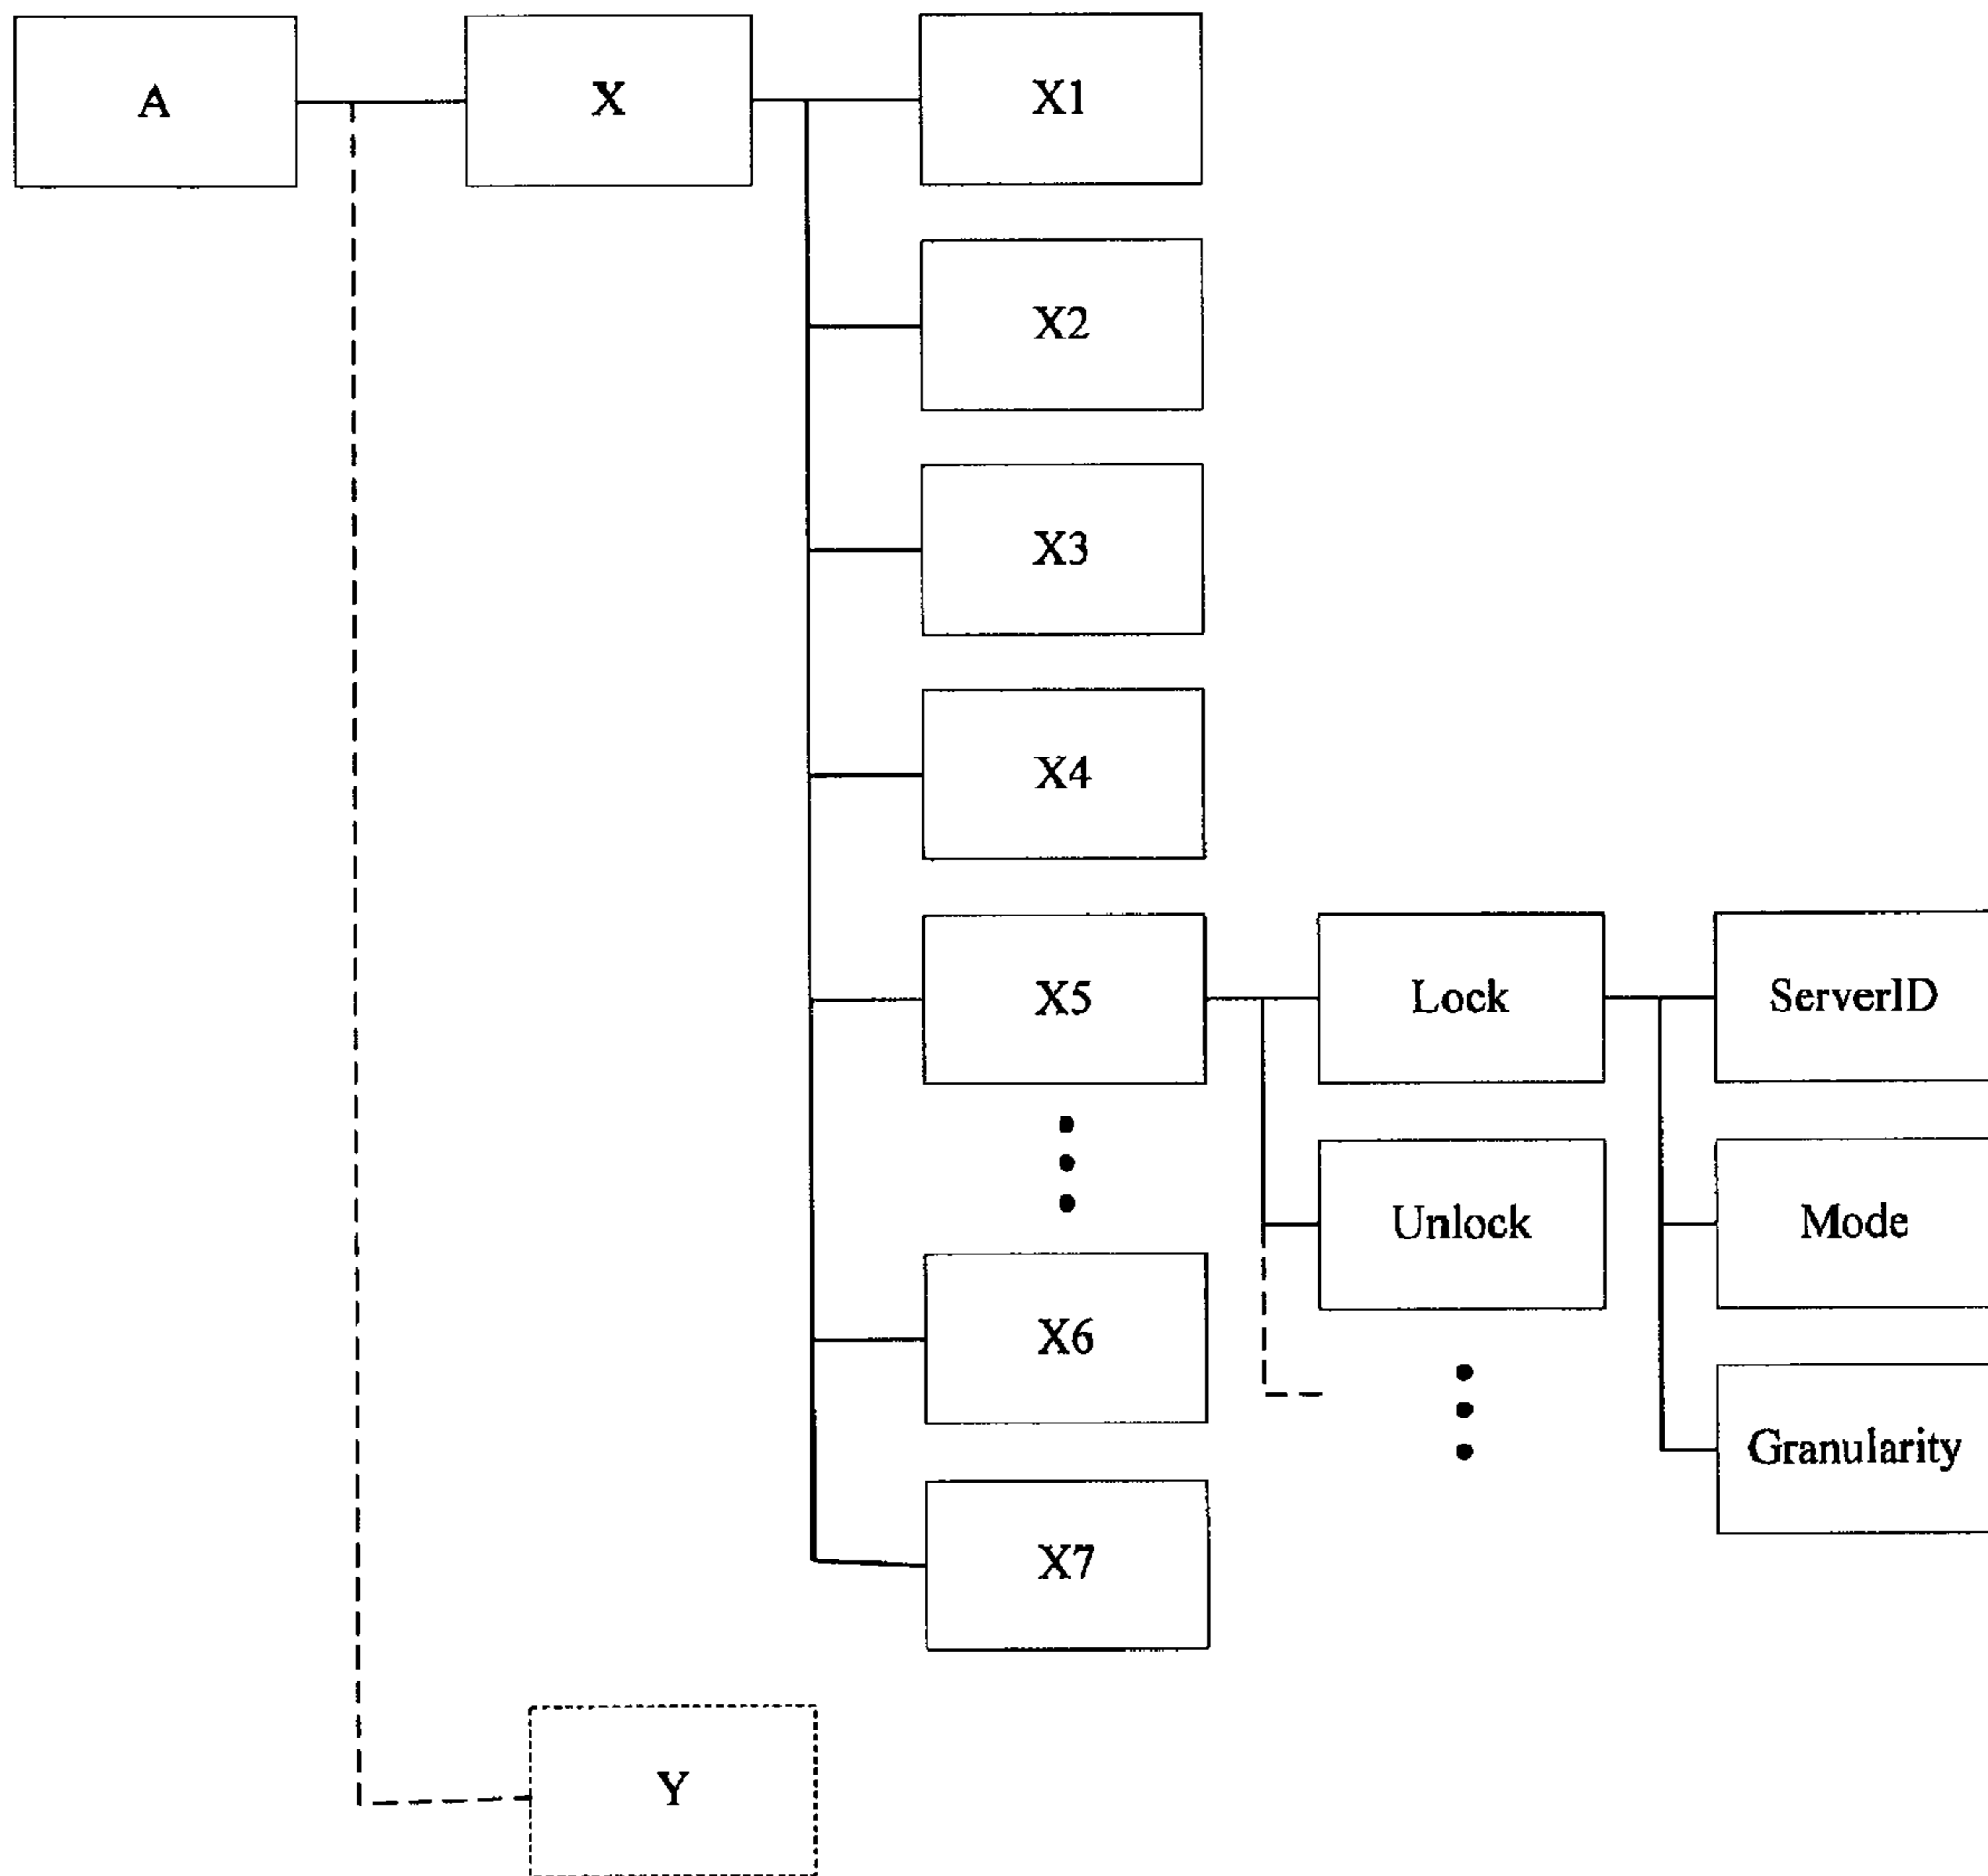 A
X
X1
X2
X3
X4
X5
Lock
ServerID
Unlock
Mode
X6
Granularity
X7
Y